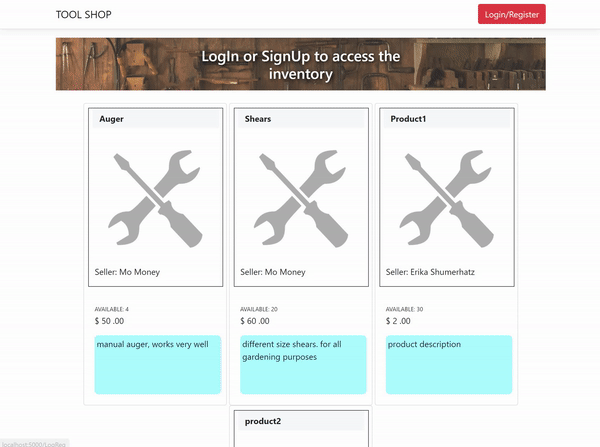 TOOL SHOP
Login/Register
LogIn or SignUp to access the
inventory
Auger
Seller: Mo Money
AVAILABLE: 4
$ 50 .00
manual auger, works very well
Shears
Seller: Mo Money
AVAILABLE: 20
$ 60 .00
different size shears. for all
gardening purposes
Product1
Seller: Erika Shumerhatz
AVAILABLE: 30
$ 2 .00
product description
product2
localhost:5000/LogReg